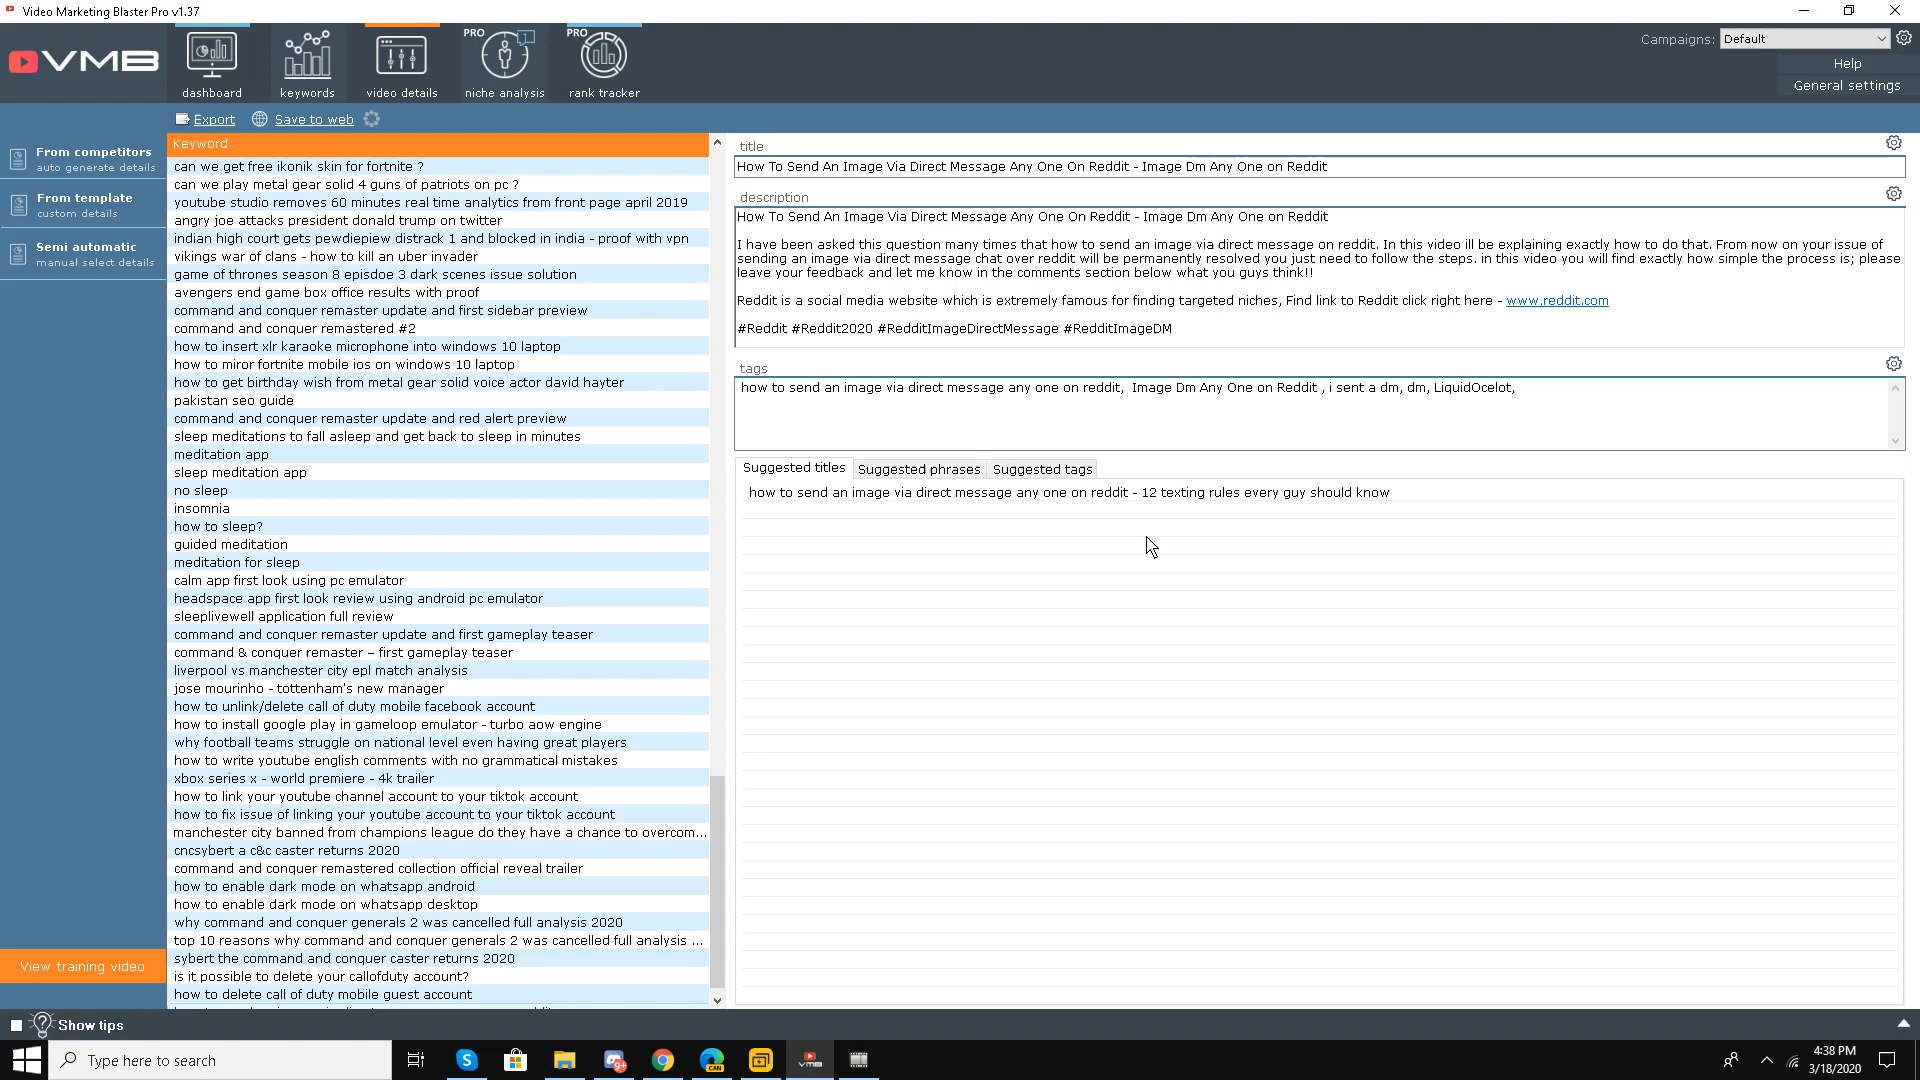 Video Marketing Blaster Pro v1.37
VMB
dashboard
keywords
video details
PRO
niche analysis
PRO
rank tracker
Campaigns: Default
Help
General settings
Export
Save to web
From competitors
auto generate details
From template
custom details
Semi automatic
manual select details
View training video
Keyword
can we get free ikonik skin for fortnite ?
can we play metal gear solid 4 guns of patriots on pc ?
youtube studio removes 60 minutes real time analytics from front page april 2019
angry joe attacks president donald trump on twitter
indian high court gets pewdiepiew distrack 1 and blocked in india - proof with vpn
vikings war of clans - how to kill an uber invader
game of thrones season 8 episdoe 3 dark scenes issue solution
avengers end game box office results with proof
command and conquer remaster update and first sidebar preview
command and conquer remastered #2
how to insert xlr karaoke microphone into windows 10 laptop
how to miror fortnite mobile ios on windows 10 laptop
how to get birthday wish from metal gear solid voice actor david hayter
pakistan seo guide
command and conquer remaster update and red alert preview
sleep meditations to fall asleep and get back to sleep in minutes
meditation app
sleep meditation app
no sleep
insomnia
how to sleep?
guided meditation
meditation for sleep
calm app first look using pc emulator
headspace app first look review using android pc emulator
sleeplivewell application full review
command and conquer remaster update and first gameplay teaser
command & conquer remaster – first gameplay teaser
liverpool vs manchester city epl match analysis
jose mourinho - tottenham's new manager
how to unlink/delete call of duty mobile facebook account
how to install google play in gameloop emulator - turbo aow engine
why football teams struggle on national level even having great players
how to write youtube english comments with no grammatical mistakes
xbox series x - world premiere - 4k trailer
how to link your youtube channel account to your tiktok account
how to fix issue of linking your youtube account to your tiktok account
manchester city banned from champions league do they have a chance to overcom...
cncsybert a c&c caster returns 2020
command and conquer remastered collection official reveal trailer
how to enable dark mode on whatsapp android
how to enable dark mode on whatsapp desktop
why command and conquer generals 2 was cancelled full analysis 2020
top 10 reasons why command and conquer generals 2 was cancelled full analysis ...
sybert the command and conquer caster returns 2020
is it possible to delete your callofduty account?
how to delete call of duty mobile guest account
title
How To Send An Image Via Direct Message Any One On Reddit - Image Dm Any One on Reddit
description
How To Send An Image Via Direct Message Any One On Reddit - Image Dm Any One on Reddit
I have been asked this question many times that how to send an image via direct message on reddit. In this video ill be explaining exactly how to do that. From now on your issue of
sending an image via direct message chat over reddit will be permanently resolved you just need to follow the steps. in this video you will find exactly how simple the process is; please
leave your feedback and let me know in the comments section below what you guys think!!
Reddit is a social media website which is extremely famous for finding targeted niches, Find link to Reddit click right here - www.reddit.com
#Reddit #Reddit2020 #RedditImageDirectMessage #RedditImageDM
tags
how to send an image via direct message any one on reddit,  Image Dm Any One on Reddit , i sent a dm, dm, LiquidOcelot,
Suggested titles
Suggested phrases
Suggested tags
how to send an image via direct message any one on reddit - 12 texting rules every guy should know
Show tips
Type here to search
CAN
vmb
4:38 PM
3/18/2020